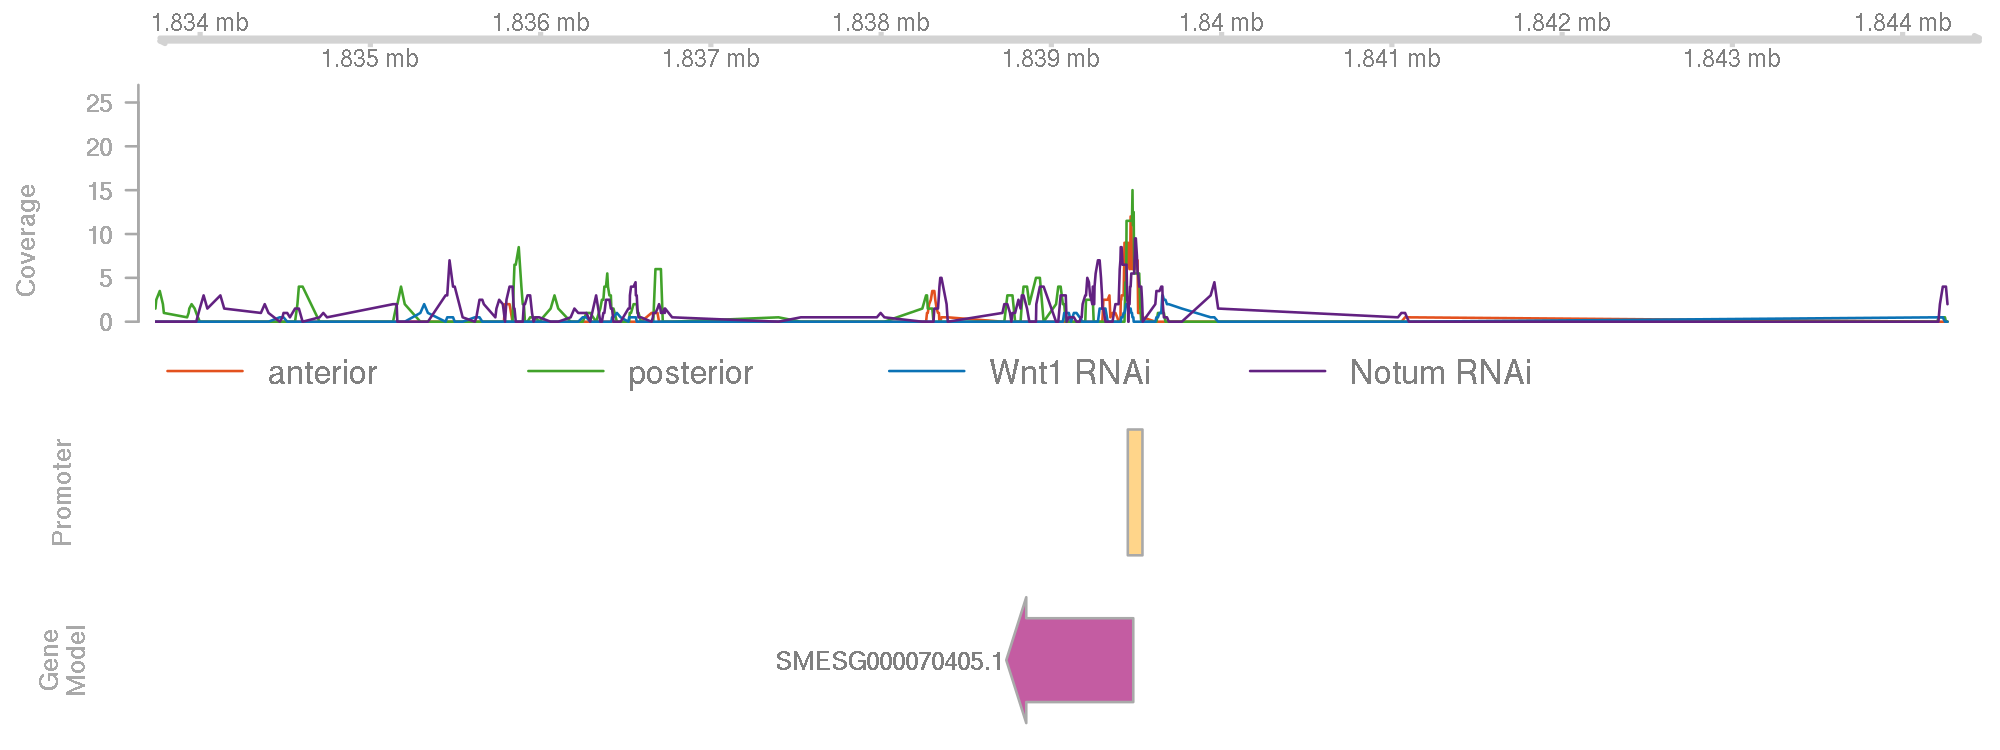 1.834 mb 1.836 mb 1.838 mb 1.84 mb 1.842 mb 1.844 mb
1.835 mb 1.837 mb 1.839 mb 1.841 mb 1.843 mb
25
20
15
10
5
0
Coverage
anterior posterior Wnt1 RNAi Notum RNAi
Promoter
Gene
Model
SMESG000070405.1